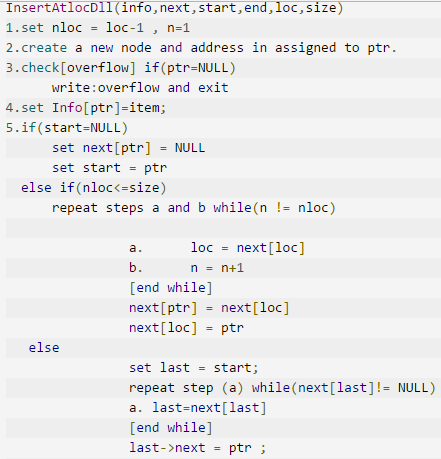 InsertAtlocDll(info,next,start,end,loc,size)
1.set nloc = loc-1 , n=1
2.create a new node and address in assigned to ptr.
3.check[overflow] if(ptr=NULL)
write:overflow and exit
4.set Info[ptr]=item;
5.if(start=NULL)
set next[ptr] = NULL
set start = ptr
else if(nloc<=size)
repeat steps a and b while(n != nloc)
a. loc = next[loc]
b. n = n+1
[end while]
next[ptr] = next[loc]
next[loc] = ptr
else
set last = start;
repeat step (a) while(next[last]!= NULL)
a. last=next[last]
[end while]
last->next = ptr ;